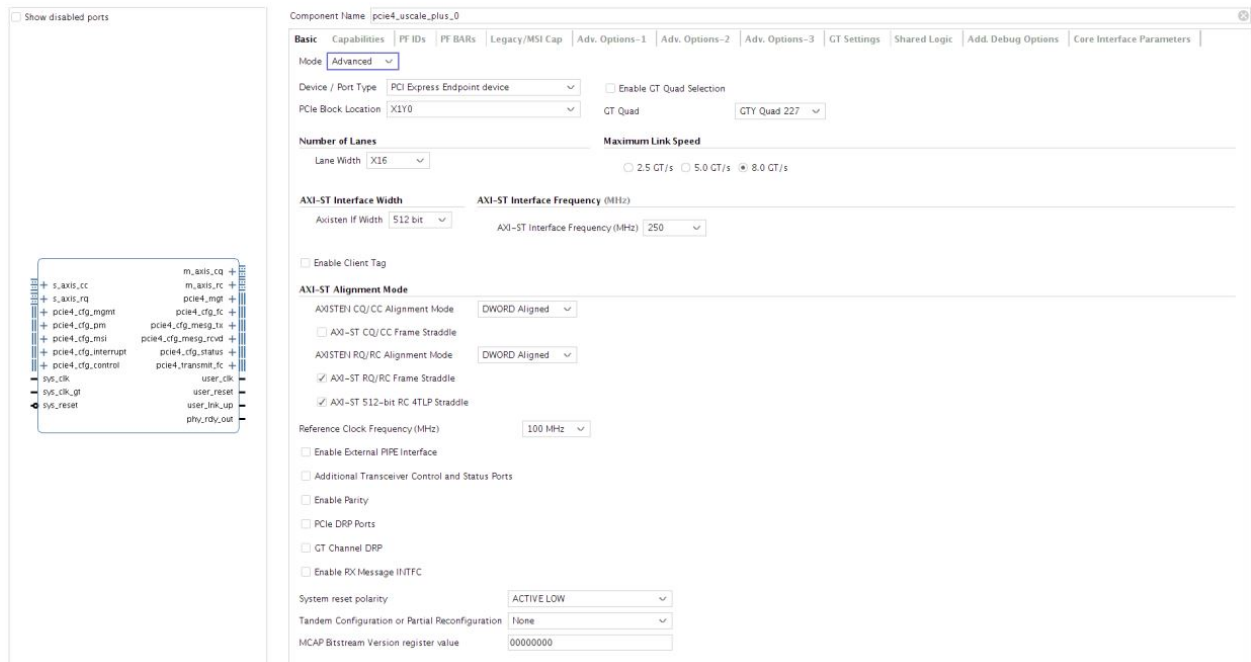 Show disabled ports
m_axis_cq
s_axis_cc m_axis_rc
s_axis_rq pcie4_mgt
pcie4_cfg_mgmt pcie4_cfg_fc
pcie4_cfg_pm pcie4_cfg_mesg_tx
pcie4_cfg_msi pcie4_cfg_mesg_rcvd
pcie4_cfg_interrupt pcie4_cfg_status
pcie4_cfg_control pcie4_transmit_fc
sys_clk user_clk
sys_clk_gt user_reset
sys_reset user_lnk_up
phy_rdy_out
Component Name pcie4_uscale_plus_0
Basic Capabilities PF IDs PF BARs Legacy/MSI Cap Adv. Options-1 Adv. Options-2 Adv. Options-3 GT Settings Shared Logic Add. Debug Options Core Interface Parameters
Mode Advanced
Device / Port Type PCI Express Endpoint device Enable GT Quad Selection
PCIe Block Location X1Y0 GT Quad GTY Quad 227
Number of Lanes Maximum Link Speed
Lane Width X16 2.5 GT/s 5.0 GT/s 8.0 GT/s
AXI-ST Interface Width AXI-ST Interface Frequency (MHz)
Axisten If Width 512 bit AXI-ST Interface Frequency (MHz) 250
Enable Client Tag
AXI-ST Alignment Mode
AXISTEN CQ/CC Alignment Mode DWORD Aligned
AXI-ST CQ/CC Frame Straddle
AXISTEN RQ/RC Alignment Mode DWORD Aligned
AXI-ST RQ/RC Frame Straddle
AXI-ST 512-bit RC 4TLP Straddle
Reference Clock Frequency (MHz) 100 MHz
Enable External PIPE Interface
Additional Transceiver Control and Status Ports
Enable Parity
PCIe DRP Ports
GT Channel DRP
Enable RX Message INTFC
System reset polarity ACTIVE LOW
Tandem Configuration or Partial Reconfiguration None
MCAP Bitstream Version register value 00000000